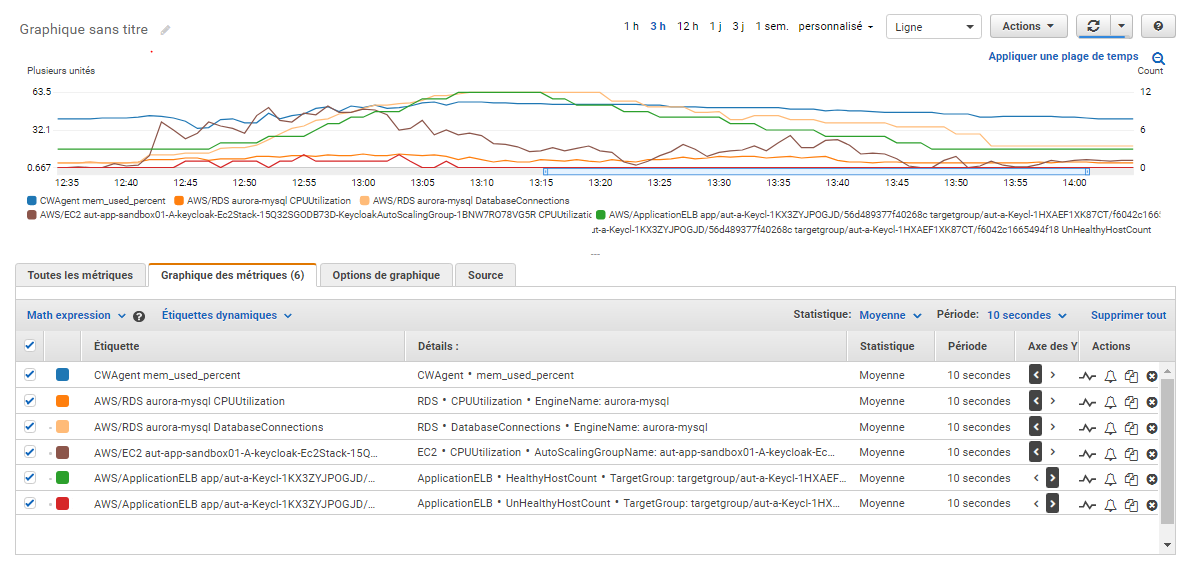 Graphique sans titre
1 h 3 h 12 h 1 j 3 j 1 sem. personnalisé Ligne Actions
Appliquer une plage de temps
Plusieurs unités Count
63.5 12
32.1 6
0.667 0
12:35 12:40 12:45 12:50 12:55 13:00 13:05 13:10 13:15 13:20 13:25 13:30 13:35 13:40 13:45 13:50 13:55 14:00
CWAgent mem_used_percent AWS/RDS aurora-mysql CPUUtilization AWS/RDS aurora-mysql DatabaseConnections
AWS/EC2 aut-app-sandbox01-A-keycloak-Ec2Stack-15Q32SGODB73D-KeycloakAutoScalingGroup-1BNW7RO78VG5R CPUUtilizatic AWS/ApplicationELB app/aut-a-Keycl-1KX3ZYJPOGJD/56d489377f40268c targetgroup/aut-a-Keycl-1HXAEF1XK87CT/f6042c1665
ut-a-Keycl-1KX3ZYJPOGJD/56d489377f40268c targetgroup/aut-a-Keycl-1HXAEF1XK87CT/f6042c1665494f18 UnHealthyHostCount
Toutes les métriques Graphique des métriques (6) Options de graphique Source
Math expression ? Étiquettes dynamiques Statistique: Moyenne Période: 10 secondes Supprimer tout
Étiquette Détails : Statistique Période Axe des Y Actions
CWAgent mem_used_percent CWAgent • mem_used_percent Moyenne 10 secondes
AWS/RDS aurora-mysql CPUUtilization RDS • CPUUtilization • EngineName: aurora-mysql Moyenne 10 secondes
AWS/RDS aurora-mysql DatabaseConnections RDS • DatabaseConnections • EngineName: aurora-mysql Moyenne 10 secondes
AWS/EC2 aut-app-sandbox01-A-keycloak-Ec2Stack-15Q... EC2 • CPUUtilization • AutoScalingGroupName: aut-app-sandbox01-A-keycloak-Ec... Moyenne 10 secondes
AWS/ApplicationELB app/aut-a-Keycl-1KX3ZYJPOGJD/... ApplicationELB • HealthyHostCount • TargetGroup: targetgroup/aut-a-Keycl-1HXAEF... Moyenne 10 secondes
AWS/ApplicationELB app/aut-a-Keycl-1KX3ZYJPOGJD/... ApplicationELB • UnHealthyHostCount • TargetGroup: targetgroup/aut-a-Keycl-1HX... Moyenne 10 secondes